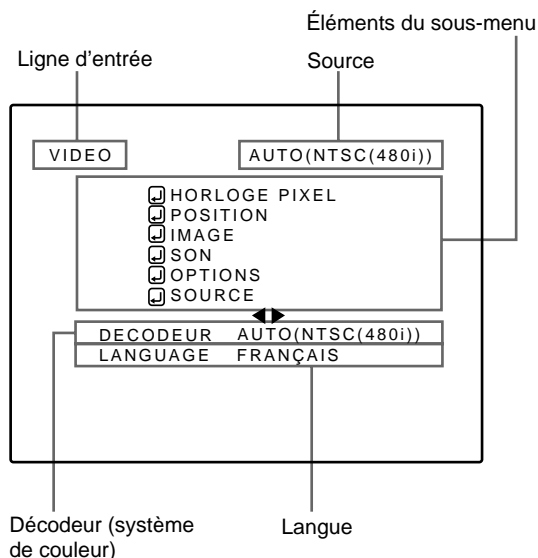 Éléments du sous-menu
Ligne d'entrée
Source
VIDEO
AUTO(NTSC(480i))
HORLOGE PIXEL
POSITION
IMAGE
SON
OPTIONS
SOURCE
DECODEUR AUTO(NTSC(480i))
LANGUAGE FRANÇAIS
Décodeur (système
de couleur)
Langue